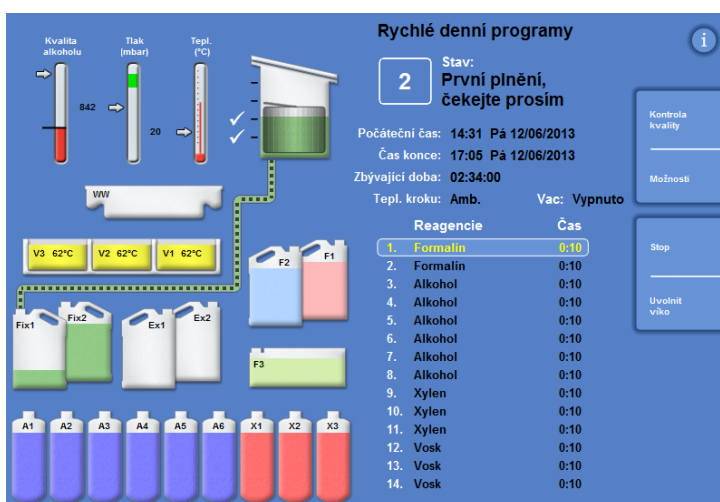 Rychlé denní programy
i
Kvalita
alkoholu
Tlak
(mbar)
Tepl.
(°C)
842
20
2
Stav:
První plnění,
čekejte prosím
Počáteční čas: 14:31 Pá 12/06/2013
Čas konce: 17:05 Pá 12/06/2013
Zbývající doba: 02:34:00
Tepl. kroku: Amb. Vac: Vypnuto
Kontrola
kvality
Možnosti
Stop
Uvolnit
víko
WW
V3 62°C V2 62°C V1 62°C
F2 F1
Fix1 Fix2 Ex1 Ex2
F3
A1 A2 A3 A4 A5 A6 X1 X2 X3
Reagencie Čas
1. Formalín 0:10
2. Formalín 0:10
3. Alkohol 0:10
4. Alkohol 0:10
5. Alkohol 0:10
6. Alkohol 0:10
7. Alkohol 0:10
8. Alkohol 0:10
9. Xylen 0:10
10. Xylen 0:10
11. Xylen 0:10
12. Vosk 0:10
13. Vosk 0:10
14. Vosk 0:10